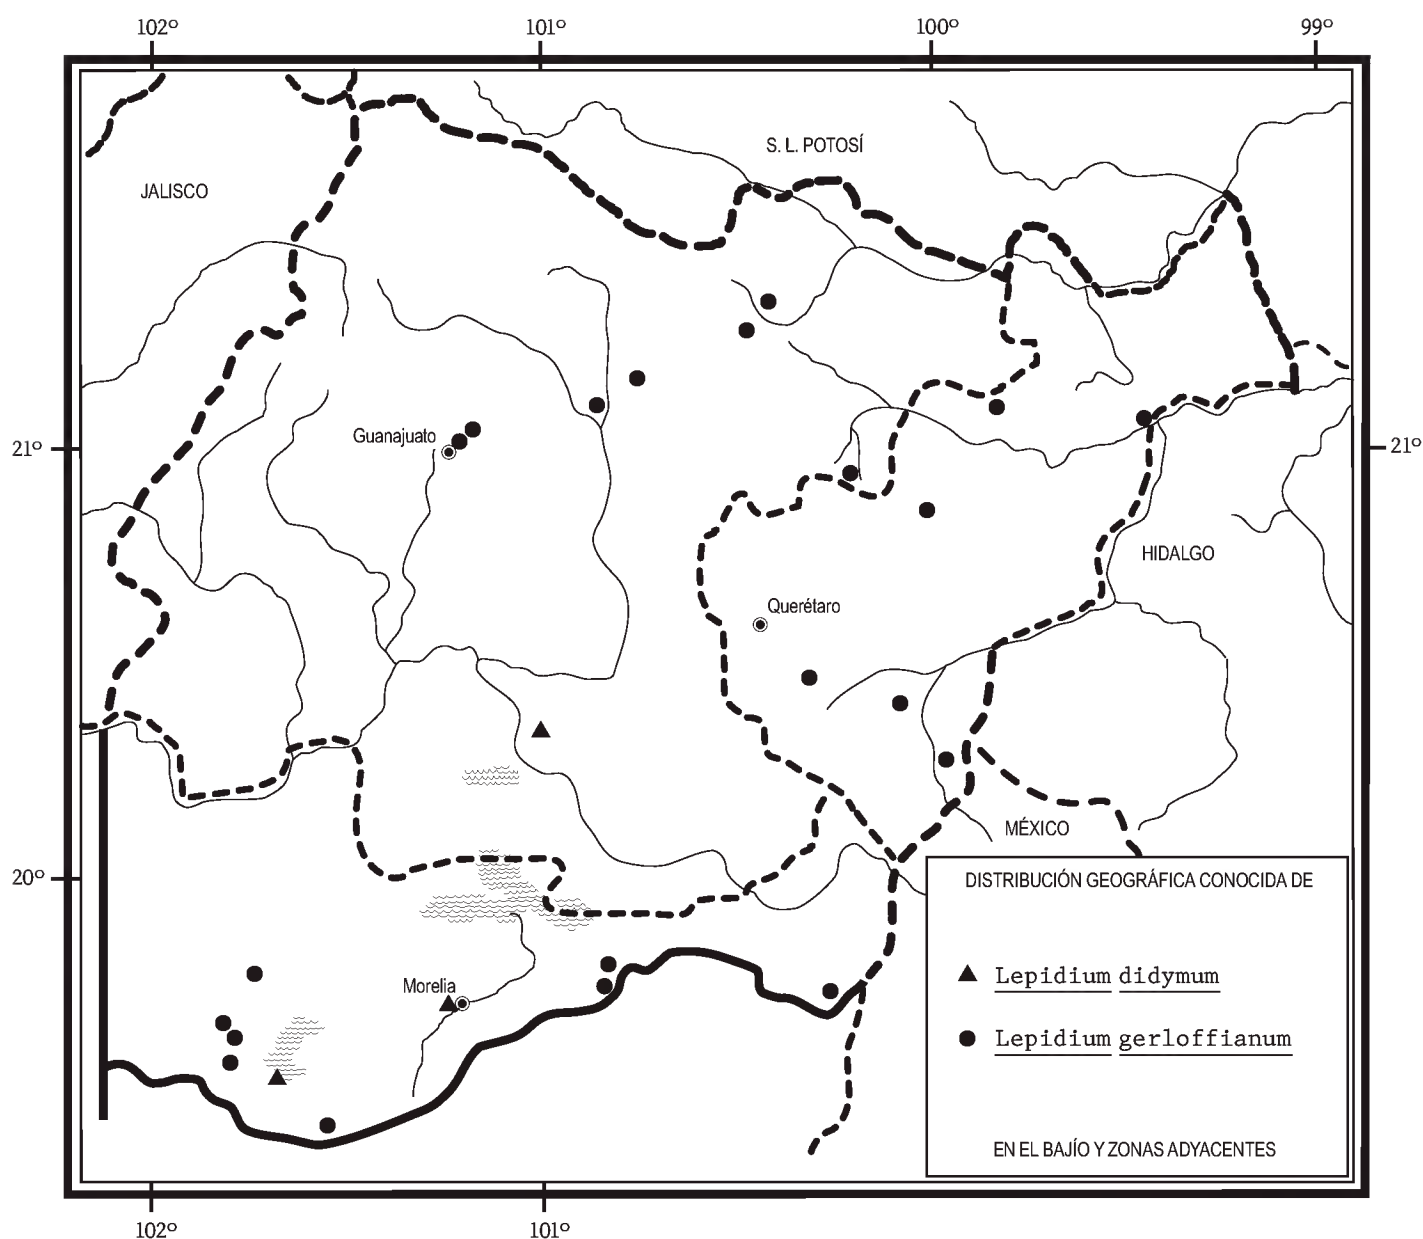 102° 101° 100° 99°
S. L. POTOSÍ
JALISCO
Guanajuato
21° 21°
HIDALGO
Querétaro
MÉXICO
20°
DISTRIBUCIÓN GEOGRÁFICA CONOCIDA DE
Lepidium didymum
Morelia
Lepidium gerloffianum
EN EL BAJÍO Y ZONAS ADYACENTES
102° 101°